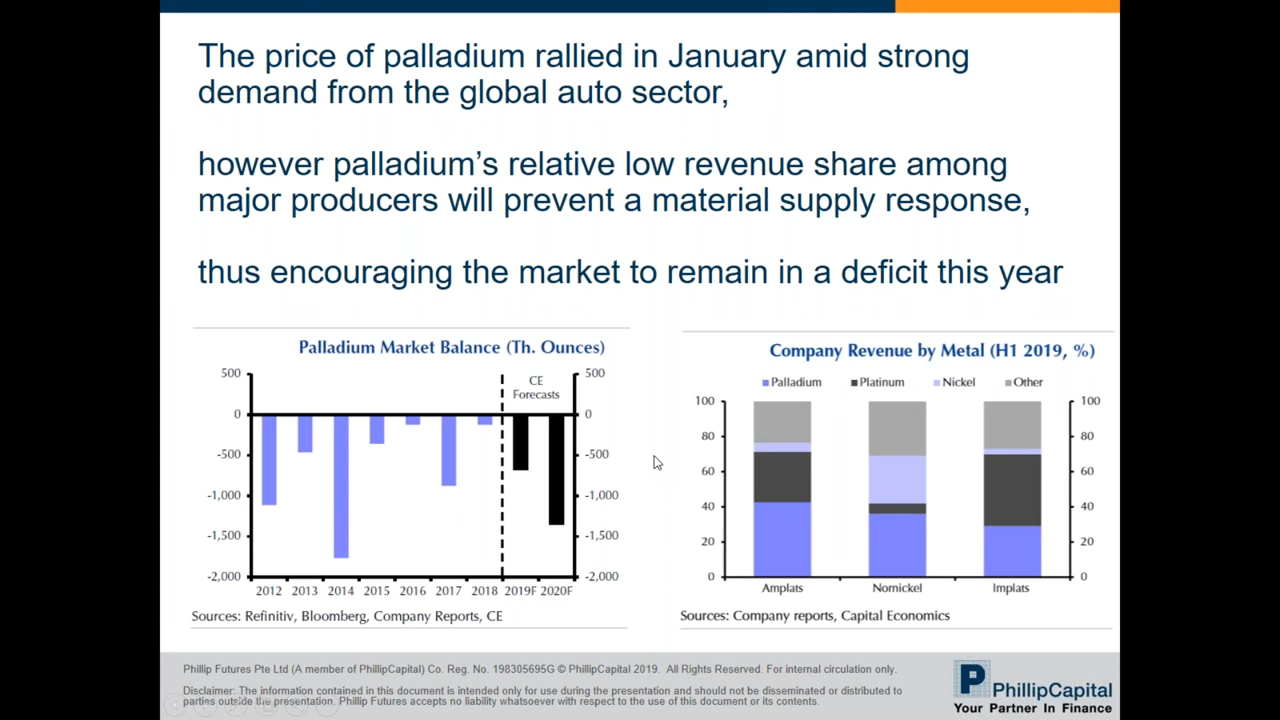 The price of palladium rallied in January amid strong
demand from the global auto sector,
however palladium's relative low revenue share among
major producers will prevent a material supply response,
thus encouraging the market to remain in a deficit this year
Palladium Market Balance (Th. Ounces)
500
0
-500
-1,000
-1,500
-2,000
CE
Forecasts
500
0
-500
-1,000
-1,500
-2,000
2012 2013 2014 2015 2016 2017 2018 2019F 2020F
Sources: Refinitiv, Bloomberg, Company Reports, CE
Company Revenue by Metal (H1 2019, %)
Palladium Platinum Nickel Other
100
80
60
40
20
0
100
80
60
40
20
0
Amplats Nornickel Implats
Sources: Company reports, Capital Economics
Phillip Futures Pte Ltd (A member of PhillipCapital) Co. Reg. No. 198305695G © PhillipCapital 2019. All Rights Reserved. For internal circulation only.
Disclaimer: The information contained in this document is intended only for use during the presentation and should not be disseminated or distributed to
parties outside the presentation. Phillip Futures accepts no liability whatsoever with respect to the use of this document or its contents.
PhillipCapital
Your Partner In Finance